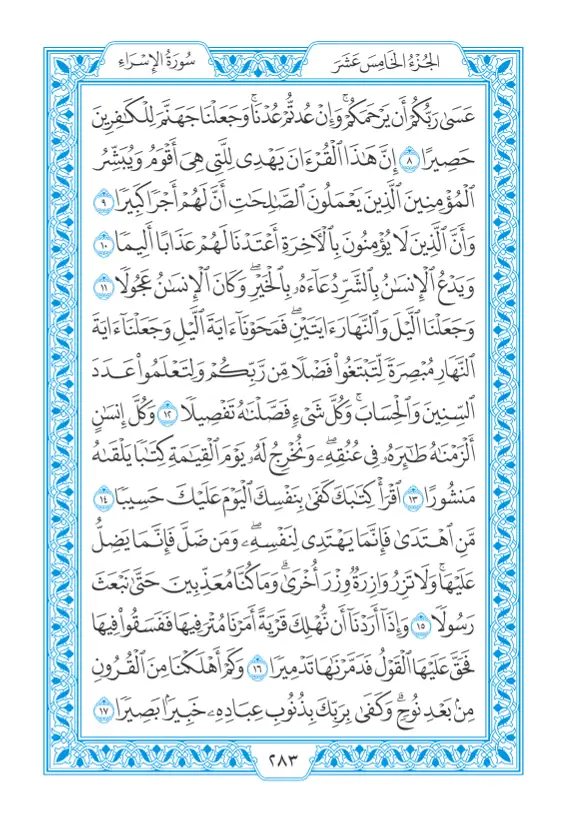 الجُزْءُ الخَامِسَ عَشَرَ
سُورَةُ الإِسْرَاءِ
عَسَىٰ رَبُّكُمْ أَن يَرْحَمَكُمْ ۚ وَإِنْ عُدتُّمْ عُدْنَا ۘ وَجَعَلْنَا جَهَنَّمَ لِلْكَٰفِرِينَ
حَصِيرًا ٨ إِنَّ هَٰذَا ٱلْقُرْءَانَ يَهْدِى لِلَّتِى هِىَ أَقْوَمُ وَيُبَشِّرُ
ٱلْمُؤْمِنِينَ ٱلَّذِينَ يَعْمَلُونَ ٱلصَّٰلِحَٰتِ أَنَّ لَهُمْ أَجْرًا كَبِيرًا ٩
وَأَنَّ ٱلَّذِينَ لَا يُؤْمِنُونَ بِٱلْءَاخِرَةِ أَعْتَدْنَا لَهُمْ عَذَابًا أَلِيمًا ١٠
وَيَدْعُ ٱلْإِنسَٰنُ بِٱلشَّرِّ دُعَآءَهُۥ بِٱلْخَيْرِ ۖ وَكَانَ ٱلْإِنسَٰنُ عَجُولًا ١١
وَجَعَلْنَا ٱلَّيْلَ وَٱلنَّهَارَ ءَايَتَيْنِ ۖ فَمَحَوْنَآ ءَايَةَ ٱلَّيْلِ وَجَعَلْنَآ ءَايَةَ
ٱلنَّهَارِ مُبْصِرَةً لِّتَبْتَغُوا۟ فَضْلًا مِّن رَّبِّكُمْ وَلِتَعْلَمُوا۟ عَدَدَ
ٱلسِّنِينَ وَٱلْحِسَابَ ۚ وَكُلَّ شَىْءٍ فَصَّلْنَٰهُ تَفْصِيلًا ١٢ وَكُلَّ إِنسَٰنٍ
أَلْزَمْنَٰهُ طَٰٓئِرَهُۥ فِى عُنُقِهِۦ ۖ وَنُخْرِجُ لَهُۥ يَوْمَ ٱلْقِيَٰمَةِ كِتَٰبًا يَلْقَىٰهُ
مَنشُورًا ١٣ ٱقْرَأْ كِتَٰبَكَ كَفَىٰ بِنَفْسِكَ ٱلْيَوْمَ عَلَيْكَ حَسِيبًا ١٤
مَّنِ ٱهْتَدَىٰ فَإِنَّمَا يَهْتَدِى لِنَفْسِهِۦ ۖ وَمَن ضَلَّ فَإِنَّمَا يَضِلُّ
عَلَيْهَا ۚ وَلَا تَزِرُ وَازِرَةٌ وِزْرَ أُخْرَىٰ ۗ وَمَا كُنَّا مُعَذِّبِينَ حَتَّىٰ نَبْعَثَ
رَسُولًا ١٥ وَإِذَآ أَرَدْنَآ أَن نُّهْلِكَ قَرْيَةً أَمَرْنَا مُتْرَفِيهَا فَفَسَقُوا۟ فِيهَا
فَحَقَّ عَلَيْهَا ٱلْقَوْلُ فَدَمَّرْنَٰهَا تَدْمِيرًا ١٦ وَكَمْ أَهْلَكْنَا مِنَ ٱلْقُرُونِ
مِنۢ بَعْدِ نُوحٍ ۗ وَكَفَىٰ بِرَبِّكَ بِذُنُوبِ عِبَادِهِۦ خَبِيرًۢا بَصِيرًا ١٧
٢٨٣